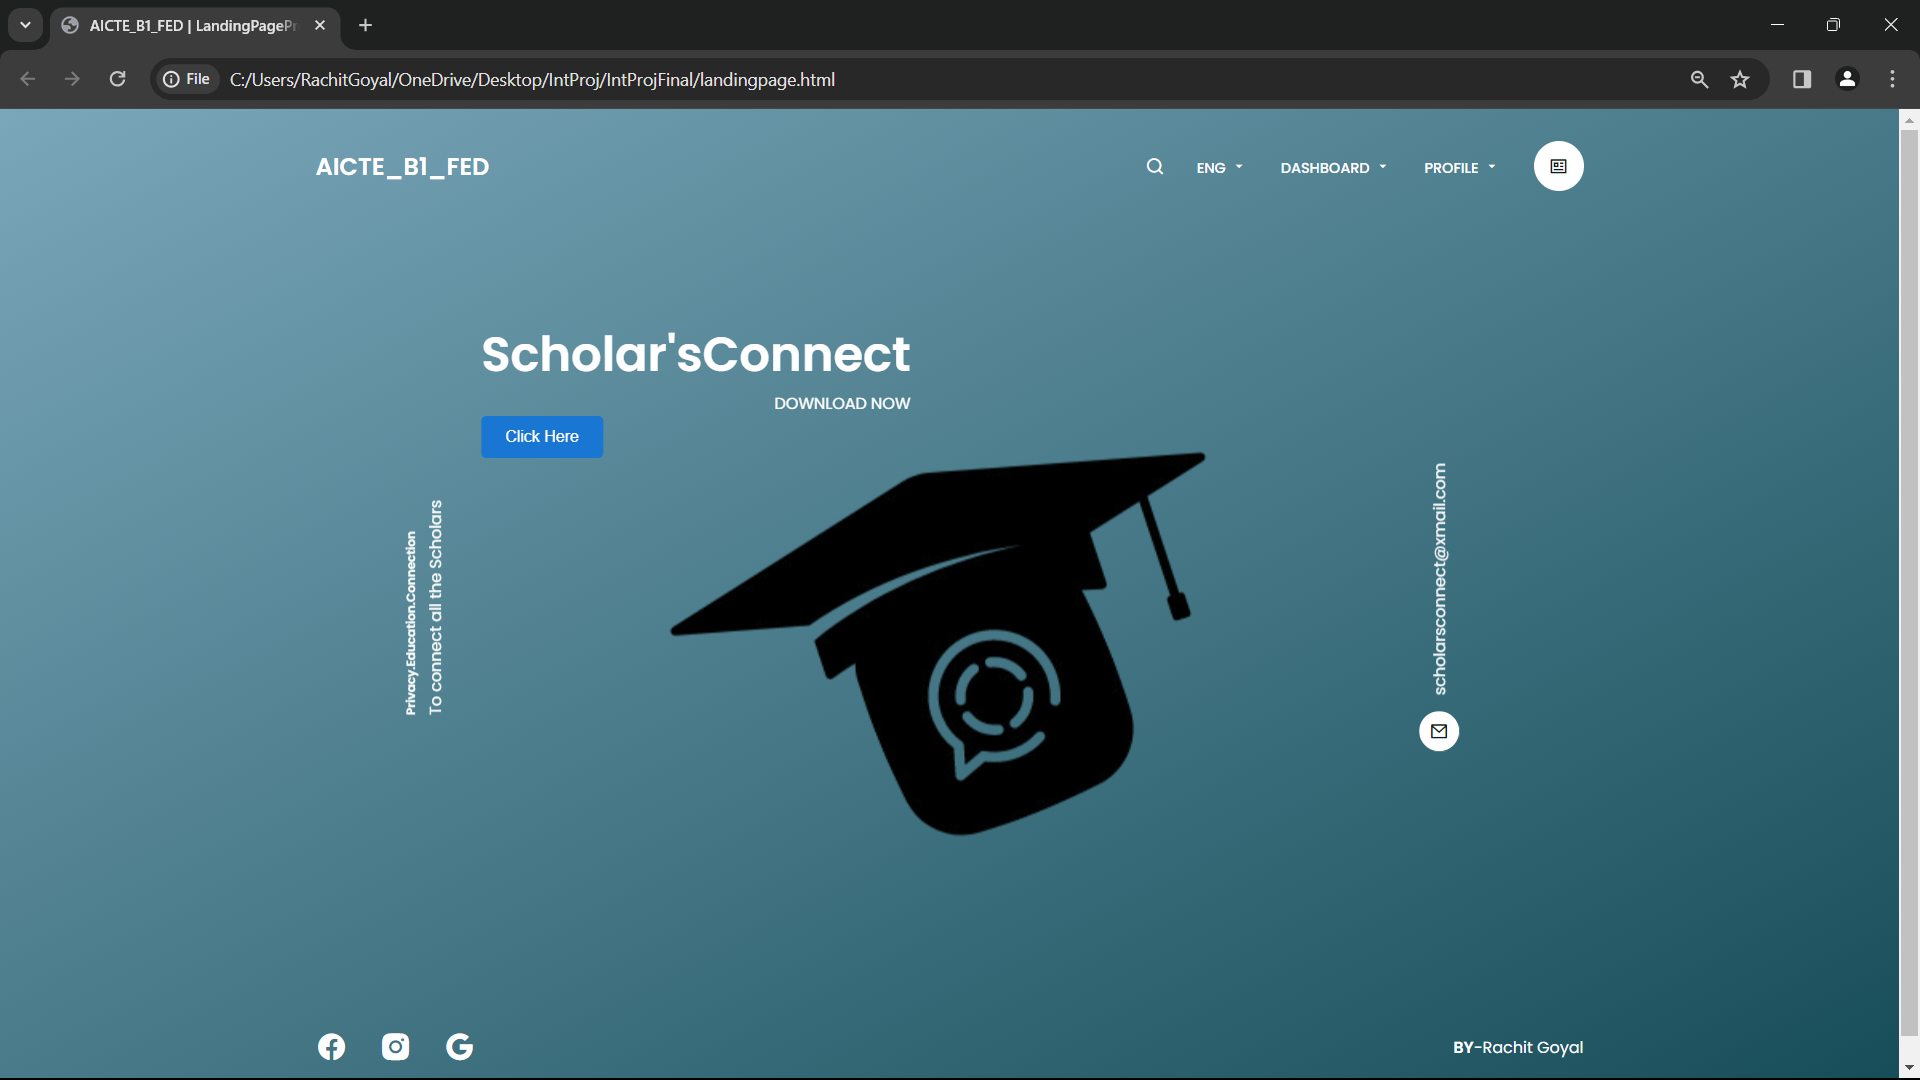 AICTE_B1_FED | LandingPagePr
File C:/Users/RachitGoyal/OneDrive/Desktop/IntProj/IntProjFinal/landingpage.html
AICTE_B1_FED
ENG DASHBOARD PROFILE
Scholar'sConnect
DOWNLOAD NOW
Click Here
Privacy.Education.Connection
To connect all the Scholars
scholarsconnect@xmail.com
BY-Rachit Goyal